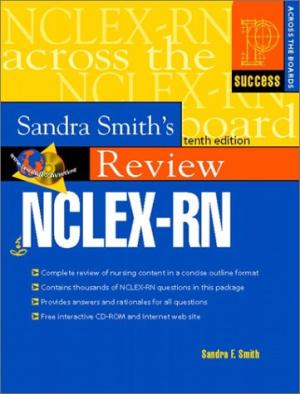 NCLEX-RN
across the
NCLEX-RN
board
success
ACROSS THE BOARDS
Sandra Smith's
tenth edition
Review
for
NCLEX-RN
Complete review of nursing content in a concise outline format
Contains thousands of NCLEX-RN questions in this package
Provides answers and rationales for all questions
Free interactive CD-ROM and Internet web site
Sandra F. Smith